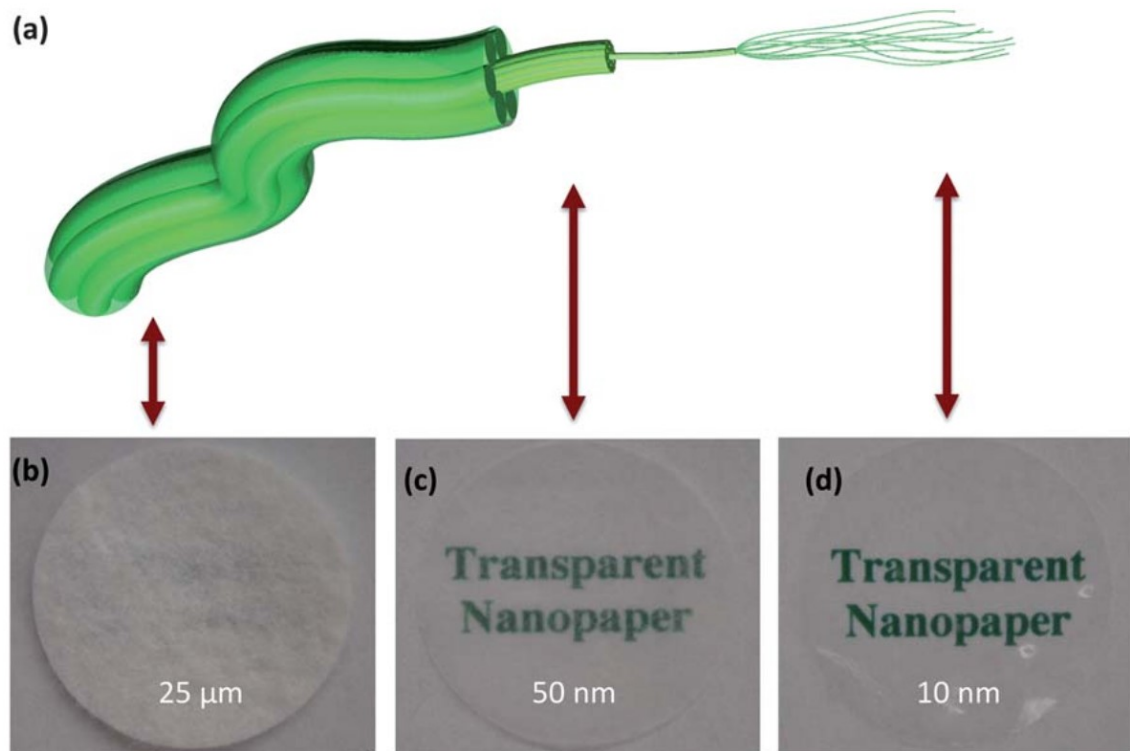 (a)
(b)
25 μm
(c)
Transparent
Nanopaper
50 nm
(d)
Transparent
Nanopaper
10 nm